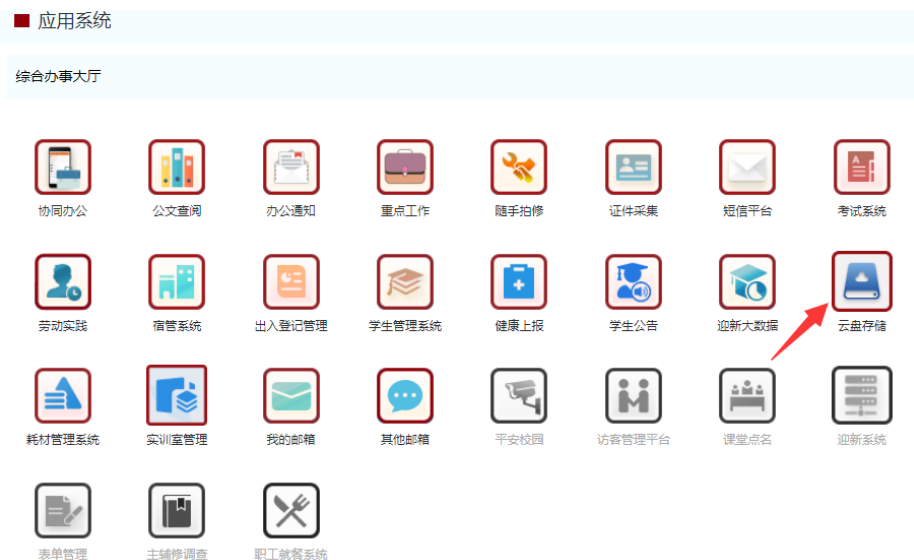 应用系统
综合办事大厅
协同办公 公文查阅 办公通知 重点工作 随手拍修 证件采集 短信平台 考试系统
劳动实践 宿管系统 出入登记管理 学生管理系统 健康上报 学生公告 迎新大数据 云盘存储
耗材管理系统 实训室管理 我的邮箱 其他邮箱 平安校园 访客管理平台 课堂点名 迎新系统
表单管理 主辅修调查 职工就餐系统